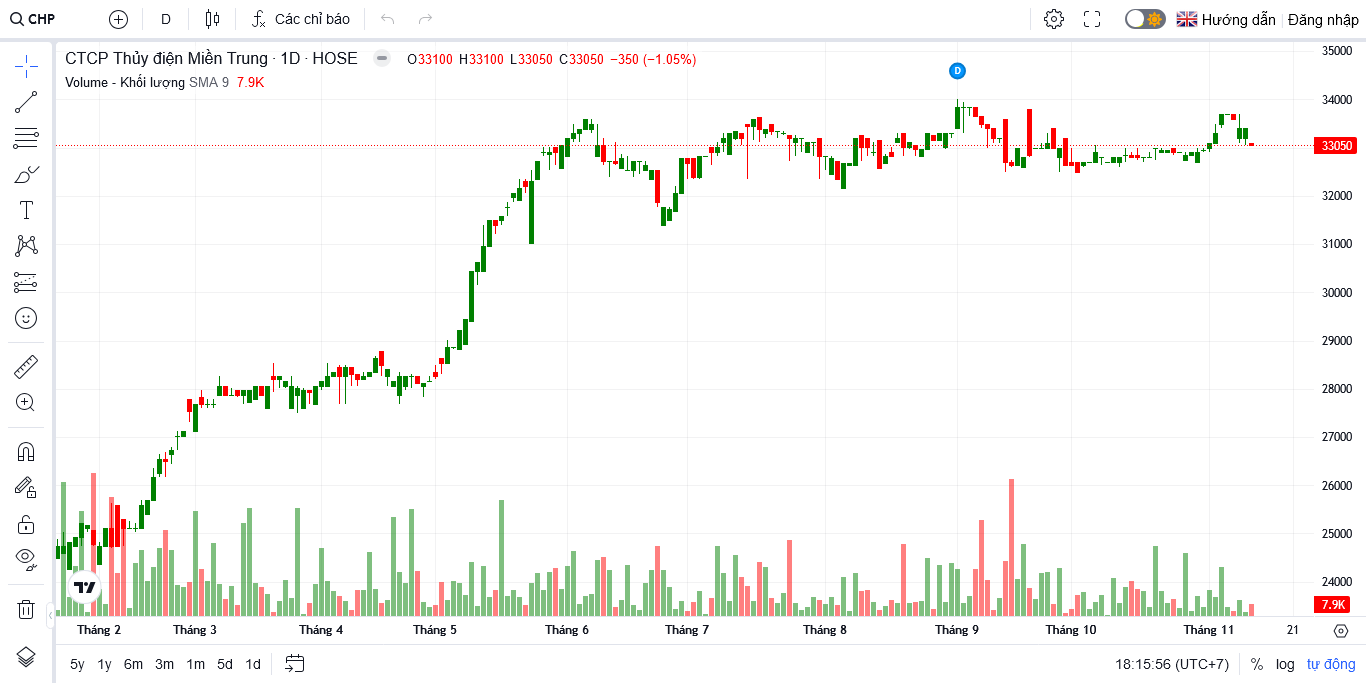 CHP D Các chỉ báo Hướng dẫn Đăng nhập
CTCP Thủy điện Miền Trung · 1D · HOSE O33100 H33100 L33050 C33050 −350 (−1.05%)
Volume - Khối lượng SMA 9 7.9K
D
35000
34000
33050
32000
31000
30000
29000
28000
27000
26000
25000
24000
7.9K
Tháng 2 Tháng 3 Tháng 4 Tháng 5 Tháng 6 Tháng 7 Tháng 8 Tháng 9 Tháng 10 Tháng 11 21
5y 1y 6m 3m 1m 5d 1d 18:15:56 (UTC+7) % log tự động